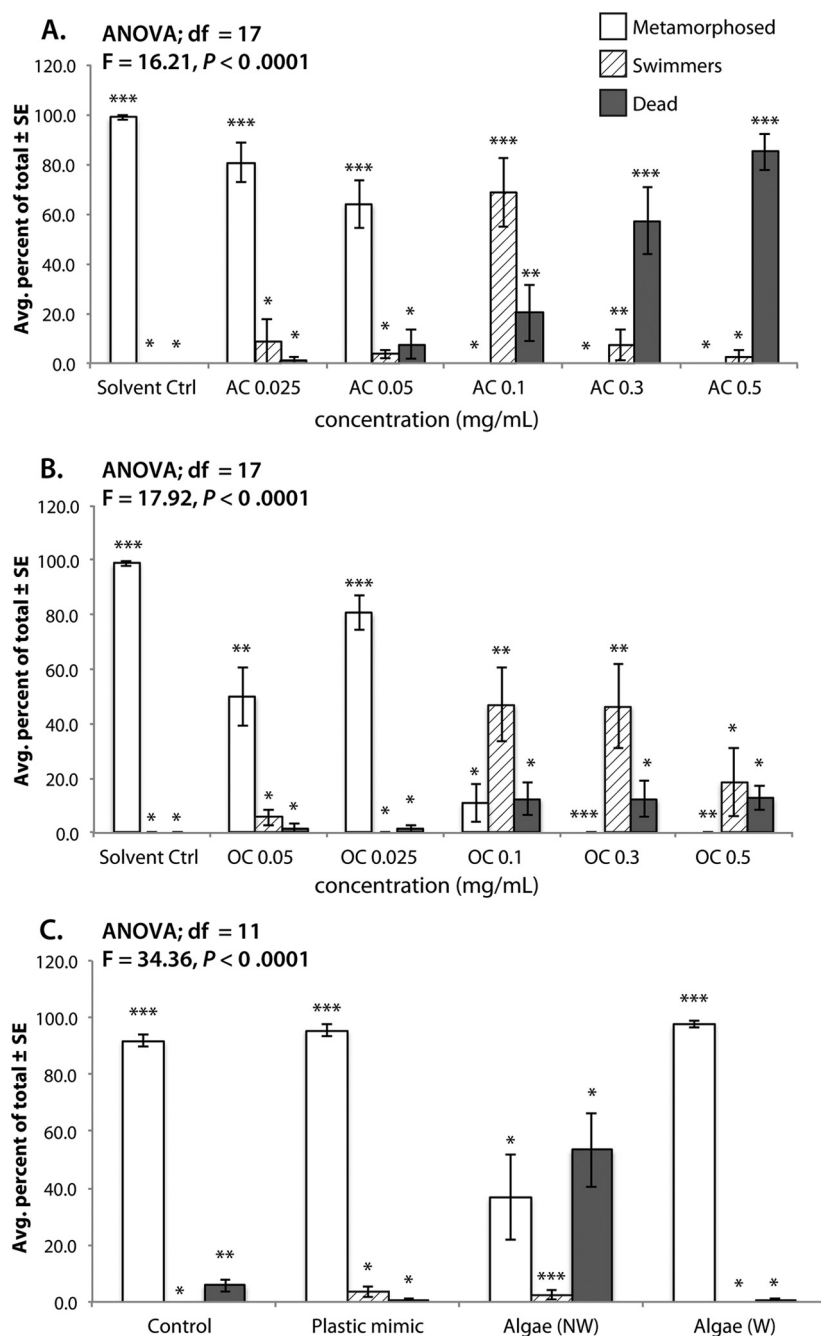 A.
ANOVA; df = 17
F = 16.21, P < 0 .0001
Metamorphosed
Swimmers
Dead
Avg. percent of total ± SE
120.0
100.0
80.0
60.0
40.0
20.0
0.0
***
*
*
***
*
*
***
*
*
*
***
**
*
**
***
*
*
***
Solvent Ctrl
AC 0.025
AC 0.05
AC 0.1
AC 0.3
AC 0.5
concentration (mg/mL)
B.
ANOVA; df = 17
F = 17.92, P < 0 .0001
Avg. percent of total ± SE
120.0
100.0
80.0
60.0
40.0
20.0
0.0
***
*
*
**
*
*
***
*
*
*
**
*
***
**
*
**
*
*
Solvent Ctrl
OC 0.05
OC 0.025
OC 0.1
OC 0.3
OC 0.5
concentration (mg/mL)
C.
ANOVA; df = 11
F = 34.36, P < 0 .0001
Avg. percent of total ± SE
120.0
100.0
80.0
60.0
40.0
20.0
0.0
***
*
**
***
*
*
*
***
*
***
*
*
Control
Plastic mimic
Algae (NW)
Algae (W)